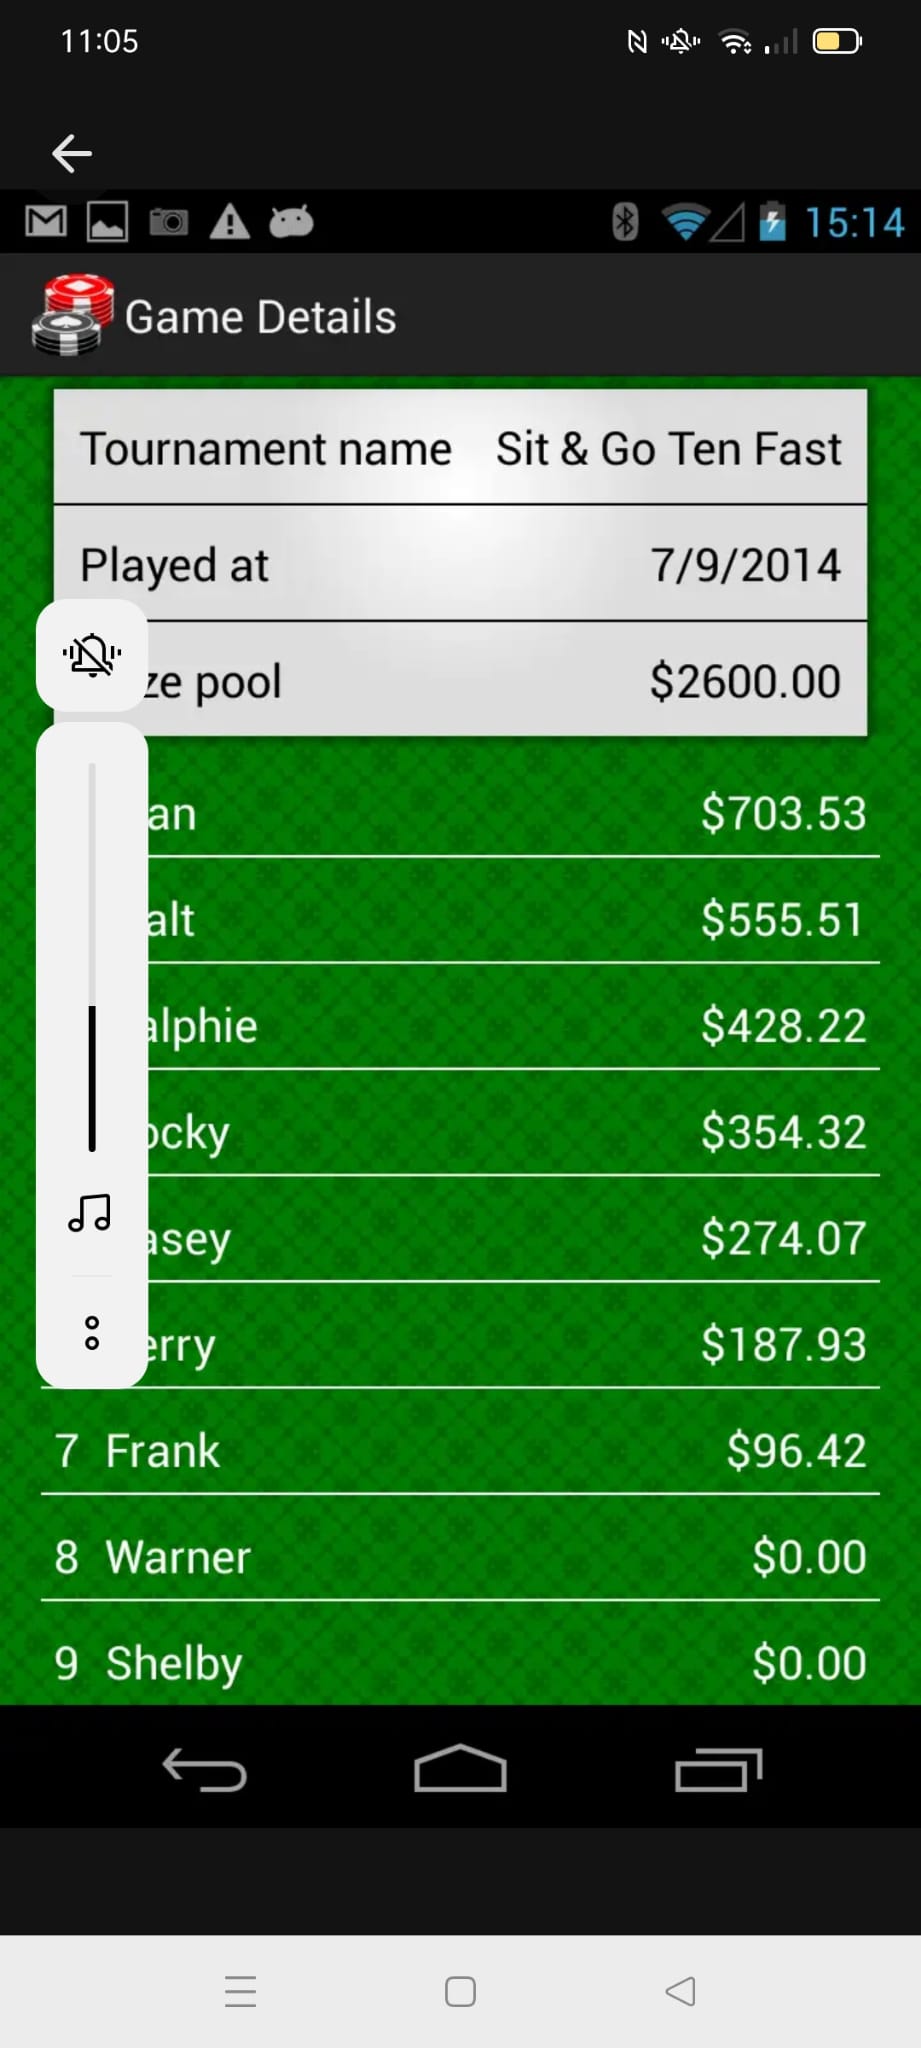 11:05
15:14
Game Details
Tournament name Sit & Go Ten Fast
Played at 7/9/2014
ze pool $2600.00
an $703.53
alt $555.51
alphie $428.22
ocky $354.32
asey $274.07
erry $187.93
7 Frank $96.42
8 Warner $0.00
9 Shelby $0.00